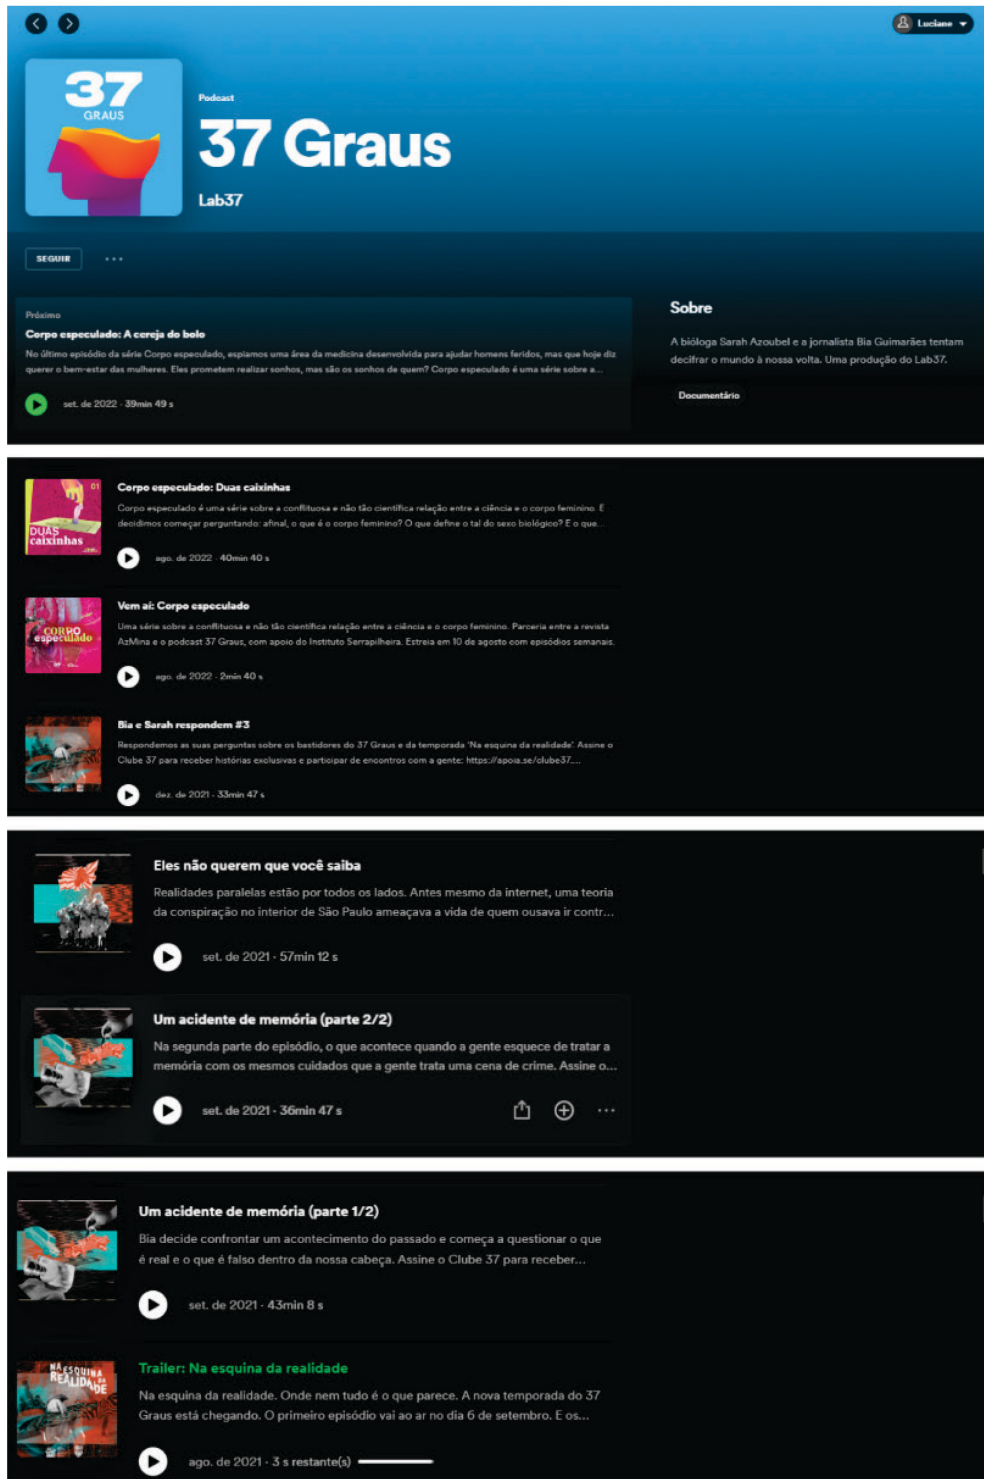 Luciane
37
GRAUS
Podcast
37 Graus
Lab37
SEGUIR
Próximo
Corpo especulado: A cereja do bolo
No último episódio da série Corpo especulado, espiamos uma área da medicina desenvolvida para ajudar homens feridos, mas que hoje diz
querer o bem-estar das mulheres. Eles prometem realizar sonhos, mas são os sonhos de quem? Corpo especulado é uma série sobre a...
set. de 2022 · 39min 49 s
Sobre
A bióloga Sarah Azoubel e a jornalista Bia Guimarães tentam
decifrar o mundo à nossa volta. Uma produção do Lab37.
Documentário
01
DUAS
caixinhas
Corpo especulado: Duas caixinhas
Corpo especulado é uma série sobre a conflituosa e não tão científica relação entre a ciência e o corpo feminino. E
decidimos começar perguntando: afinal, o que é o corpo feminino? O que define o tal do sexo biológico? E o que...
ago. de 2022 · 40min 40 s
CORPO
especulado
Vem aí: Corpo especulado
Uma série sobre a conflituosa e não tão científica relação entre a ciência e o corpo feminino. Parceria entre a revista
AzMina e o podcast 37 Graus, com apoio do Instituto Serrapilheira. Estreia em 10 de agosto com episódios semanais.
ago. de 2022 · 2min 40 s
Bia e Sarah respondem #3
Respondemos as suas perguntas sobre os bastidores do 37 Graus e da temporada 'Na esquina da realidade'. Assine o
Clube 37 para receber histórias exclusivas e participar de encontros com a gente: https://apoia.se/clube37....
dez. de 2021 · 33min 47 s
Eles não querem que você saiba
Realidades paralelas estão por todos os lados. Antes mesmo da internet, uma teoria
da conspiração no interior de São Paulo ameaçava a vida de quem ousava ir contr...
set. de 2021 · 57min 12 s
Um acidente de memória (parte 2/2)
Na segunda parte do episódio, o que acontece quando a gente esquece de tratar a
memória com os mesmos cuidados que a gente trata uma cena de crime. Assine o...
set. de 2021 · 36min 47 s
Um acidente de memória (parte 1/2)
Bia decide confrontar um acontecimento do passado e começa a questionar o que
é real e o que é falso dentro da nossa cabeça. Assine o Clube 37 para receber...
set. de 2021 · 43min 8 s
NA ESQUINA
DA
REALIDADE
Trailer: Na esquina da realidade
Na esquina da realidade. Onde nem tudo é o que parece. A nova temporada do 37
Graus está chegando. O primeiro episódio vai ao ar no dia 6 de setembro. E os...
ago. de 2021 · 3 s restante(s)